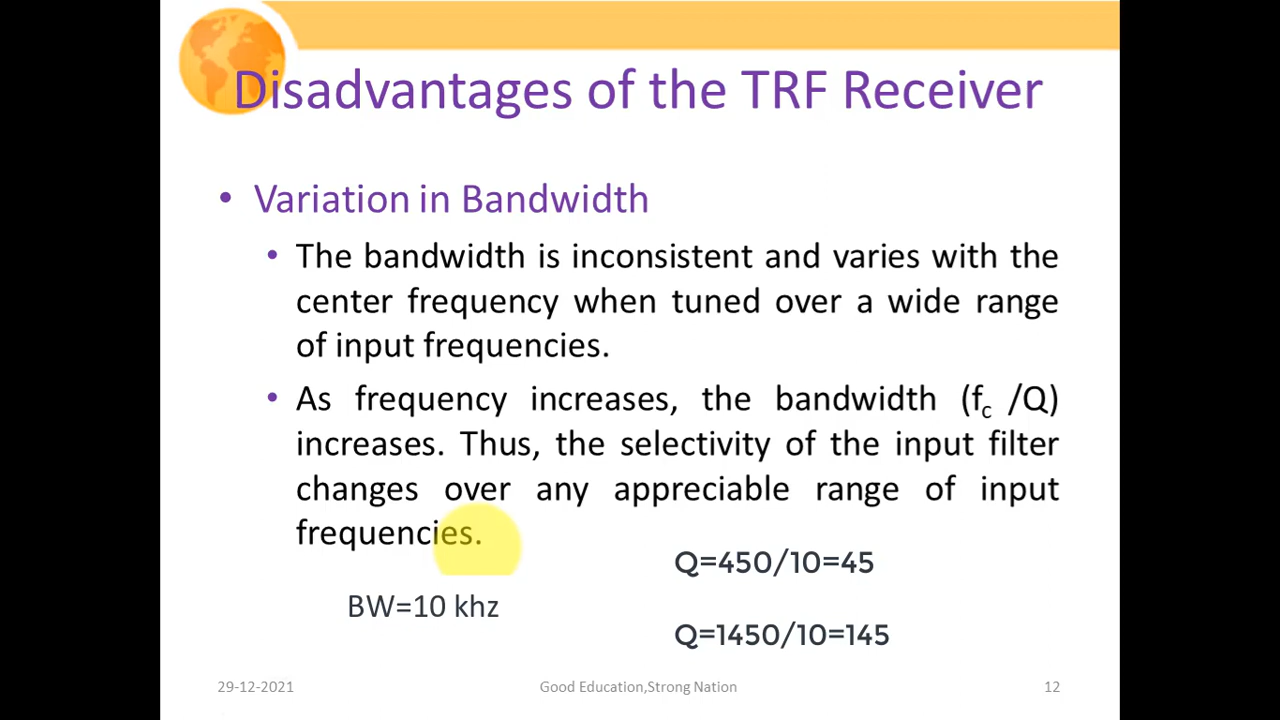 Disadvantages of the TRF Receiver
• Variation in Bandwidth
• The bandwidth is inconsistent and varies with the
center frequency when tuned over a wide range
of input frequencies.
• As frequency increases, the bandwidth (fc /Q)
increases. Thus, the selectivity of the input filter
changes over any appreciable range of input
frequencies.
Q=450/10=45
BW=10 khz
Q=1450/10=145
29-12-2021
Good Education,Strong Nation
12